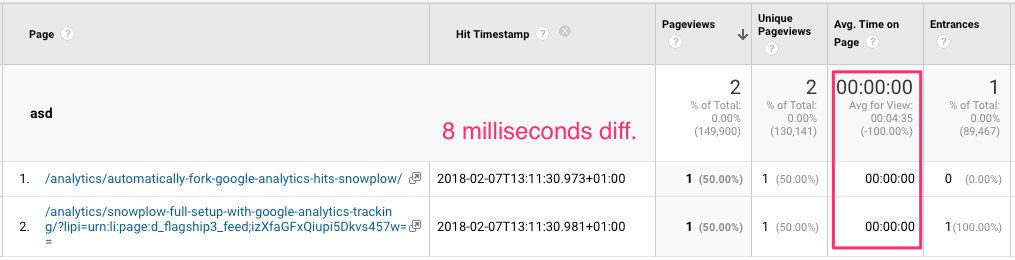 Page
Hit Timestamp
Pageviews
Unique
Pageviews
Avg. Time on
Page
Entrances
asd
8 milliseconds diff.
2
% of Total:
0.00%
(149,900)
2
% of Total:
0.00%
(130,141)
00:00:00
Avg for View:
00:04:35
(-100.00%)
1
% of Total:
0.00%
(89,467)
1. /analytics/automatically-fork-google-analytics-hits-snowplow/ 2018-02-07T13:11:30.973+01:00 1 (50.00%) 1 (50.00%) 00:00:00 0 (0.00%)
/analytics/snowplow-full-setup-with-google-analytics-trackin
2. g/?lipi=urn:li:page:d_flagship3_feed;izXfaGFxQiupi5Dkvs457w= 2018-02-07T13:11:30.981+01:00 1 (50.00%) 1 (50.00%) 00:00:00 1(100.00%)
=